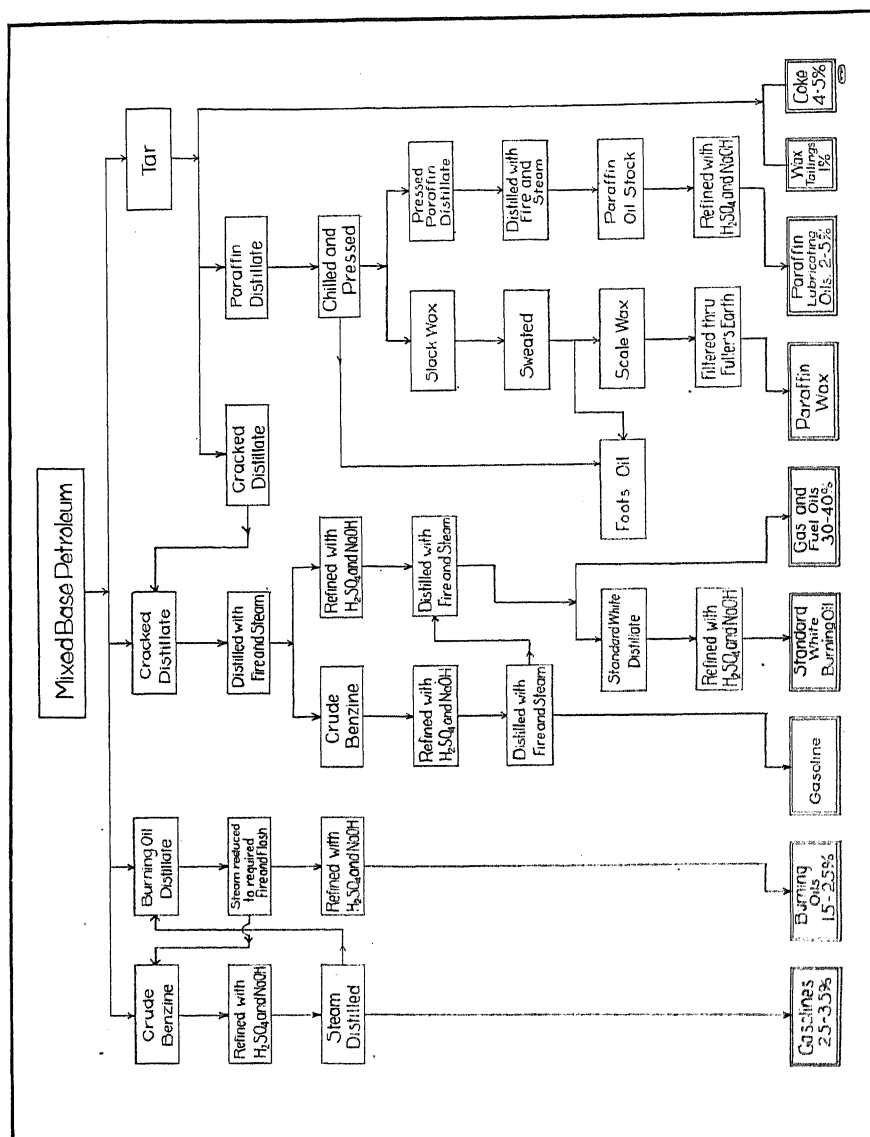 Mixed Base Petroleum
Crude
Benzine
Burning Oil
Distillate
Cracked
Distillate
Tar
Refined with
H₂SO₄ and NaOH
Steam reduced
to required
Fire and Flash
Distilled with
Fire and Steam
Cracked
Distillate
Paraffin
Distillate
Steam
Distilled
Refined with
H₂SO₄ and NaOH
Crude
Benzine
Refined with
H₂SO₄ and NaOH
Chilled and
Pressed
Refined with
H₂SO₄ and NaOH
Distilled with
Fire and Steam
Slack Wax
Pressed
Paraffin
Distillate
Distilled with
Fire and Steam
Sweated
Distilled with
Fire and
Steam
Standard White
Distillate
Foots Oil
Scale Wax
Paraffin
Oil Stock
Refined with
H₂SO₄ and NaOH
Filtered thru
Fuller's Earth
Refined with
H₂SO₄ and NaOH
Gasolines
25-35%
Burning
Oils
15-25%
Gasoline
Standard
White
Burning Oil
Gas and
Fuel Oils
30-40%
Paraffin
Wax
Paraffin
Lubricating
Oils. 2-5%
Wax
Tailings
1%
Coke
4-5%